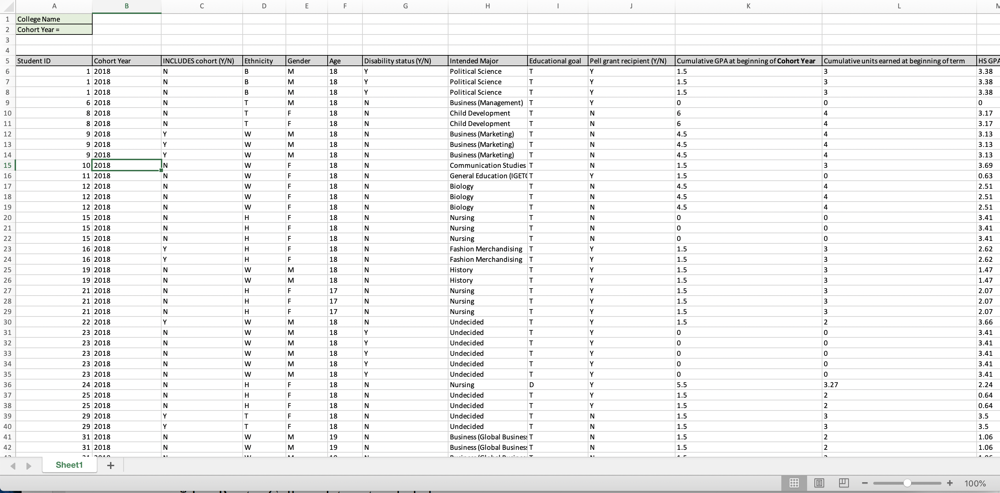 A B C D E F G H I J K L
1 College Name
2 Cohort Year =
3
4
5 Student ID Cohort Year INCLUDES cohort (Y/N) Ethnicity Gender Age Disability status (Y/N) Intended Major Educational goal Pell grant recipient (Y/N) Cumulative GPA at beginning of Cohort Year Cumulative units earned at beginning of term HS GPA
6 1 2018 N B M 18 Y Political Science T Y 1.5 3 3.38
7 1 2018 N B M 18 Y Political Science T Y 1.5 3 3.38
8 1 2018 N B M 18 Y Political Science T Y 1.5 3 3.38
9 6 2018 N T M 18 N Business (Management) T Y 0 0 0
10 8 2018 N T F 18 N Child Development T N 6 4 3.17
11 8 2018 N T F 18 N Child Development T N 6 4 3.17
12 9 2018 Y W M 18 N Business (Marketing) T N 4.5 4 3.13
13 9 2018 Y W M 18 N Business (Marketing) T N 4.5 4 3.13
14 9 2018 Y W M 18 N Business (Marketing) T N 4.5 4 3.13
15 10 2018 N W F 18 N Communication Studies T N 1.5 3 3.69
16 11 2018 N W F 18 N General Education (IGETC T Y 1.5 0 0.63
17 12 2018 N W F 18 N Biology T N 4.5 4 2.51
18 12 2018 N W F 18 N Biology T N 4.5 4 2.51
19 12 2018 N W F 18 N Biology T N 4.5 4 2.51
20 15 2018 N H F 18 N Nursing T N 0 0 3.41
21 15 2018 N H F 18 N Nursing T N 0 0 3.41
22 15 2018 N H F 18 N Nursing T N 0 0 3.41
23 16 2018 Y H F 18 N Fashion Merchandising T Y 1.5 3 2.62
24 16 2018 Y H F 18 N Fashion Merchandising T Y 1.5 3 2.62
25 19 2018 N W M 18 N History T Y 1.5 3 1.47
26 19 2018 N W M 18 N History T Y 1.5 3 1.47
27 21 2018 N H F 17 N Nursing T Y 1.5 3 2.07
28 21 2018 N H F 17 N Nursing T Y 1.5 3 2.07
29 21 2018 N H F 17 N Nursing T Y 1.5 3 2.07
30 22 2018 Y W M 18 N Undecided T Y 1.5 2 3.66
31 23 2018 N W M 18 Y Undecided T Y 0 0 3.41
32 23 2018 N W M 18 Y Undecided T Y 0 0 3.41
33 23 2018 N W M 18 Y Undecided T Y 0 0 3.41
34 23 2018 N W M 18 Y Undecided T Y 0 0 3.41
35 23 2018 N W M 18 Y Undecided T Y 0 0 3.41
36 24 2018 N H F 18 N Nursing D Y 5.5 3.27 2.24
37 25 2018 N H F 18 N Undecided T Y 1.5 2 0.64
38 25 2018 N H F 18 N Undecided T Y 1.5 2 0.64
39 29 2018 Y T F 18 N Undecided T N 1.5 3 3.5
40 29 2018 Y T F 18 N Undecided T N 1.5 3 3.5
41 31 2018 N W M 19 N Business (Global Business T N 1.5 2 1.06
42 31 2018 N W M 19 N Business (Global Business T N 1.5 2 1.06
Sheet1
100%